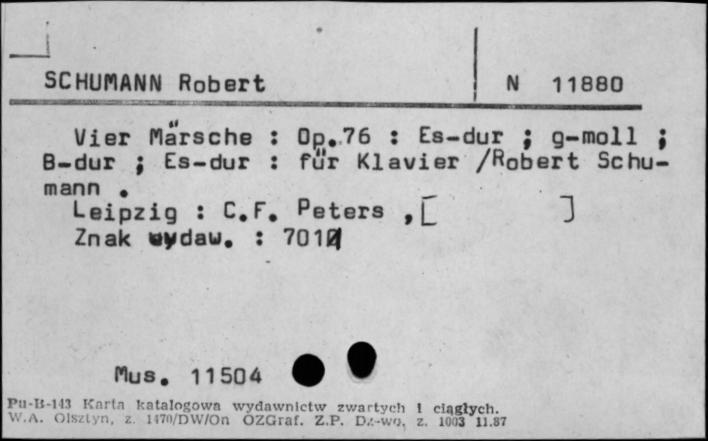 SCHUMANN Robert
N 11880
Vier Märsche : Op.76 : Es-dur ; g-moll ;
B-dur ; Es-dur : für Klavier /Robert Schu-
mann .
Leipzig : C.F. Peters ,[ ]
Znak wydaw. :
Mus. 11504
Pu-B-143 Karta katalogowa wydawnictw zwartych i ciągłych.
W.A. Olsztyn, z. 1470/DW/On OZGraf. Z.P. Dz-wo, z. 1003 11.87